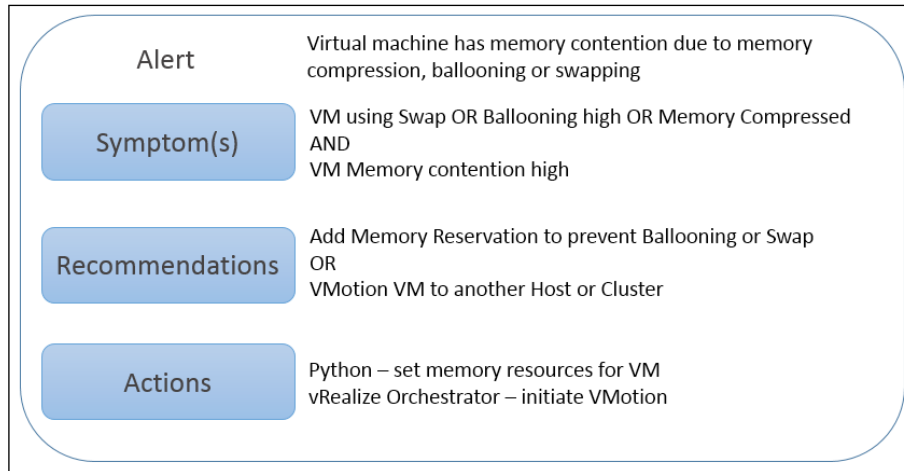 Alert
Virtual machine has memory contention due to memory
compression, ballooning or swapping
Symptom(s)
VM using Swap OR Ballooning high OR Memory Compressed
AND
VM Memory contention high
Recommendations
Add Memory Reservation to prevent Ballooning or Swap
OR
VMotion VM to another Host or Cluster
Actions
Python – set memory resources for VM
vRealize Orchestrator – initiate VMotion